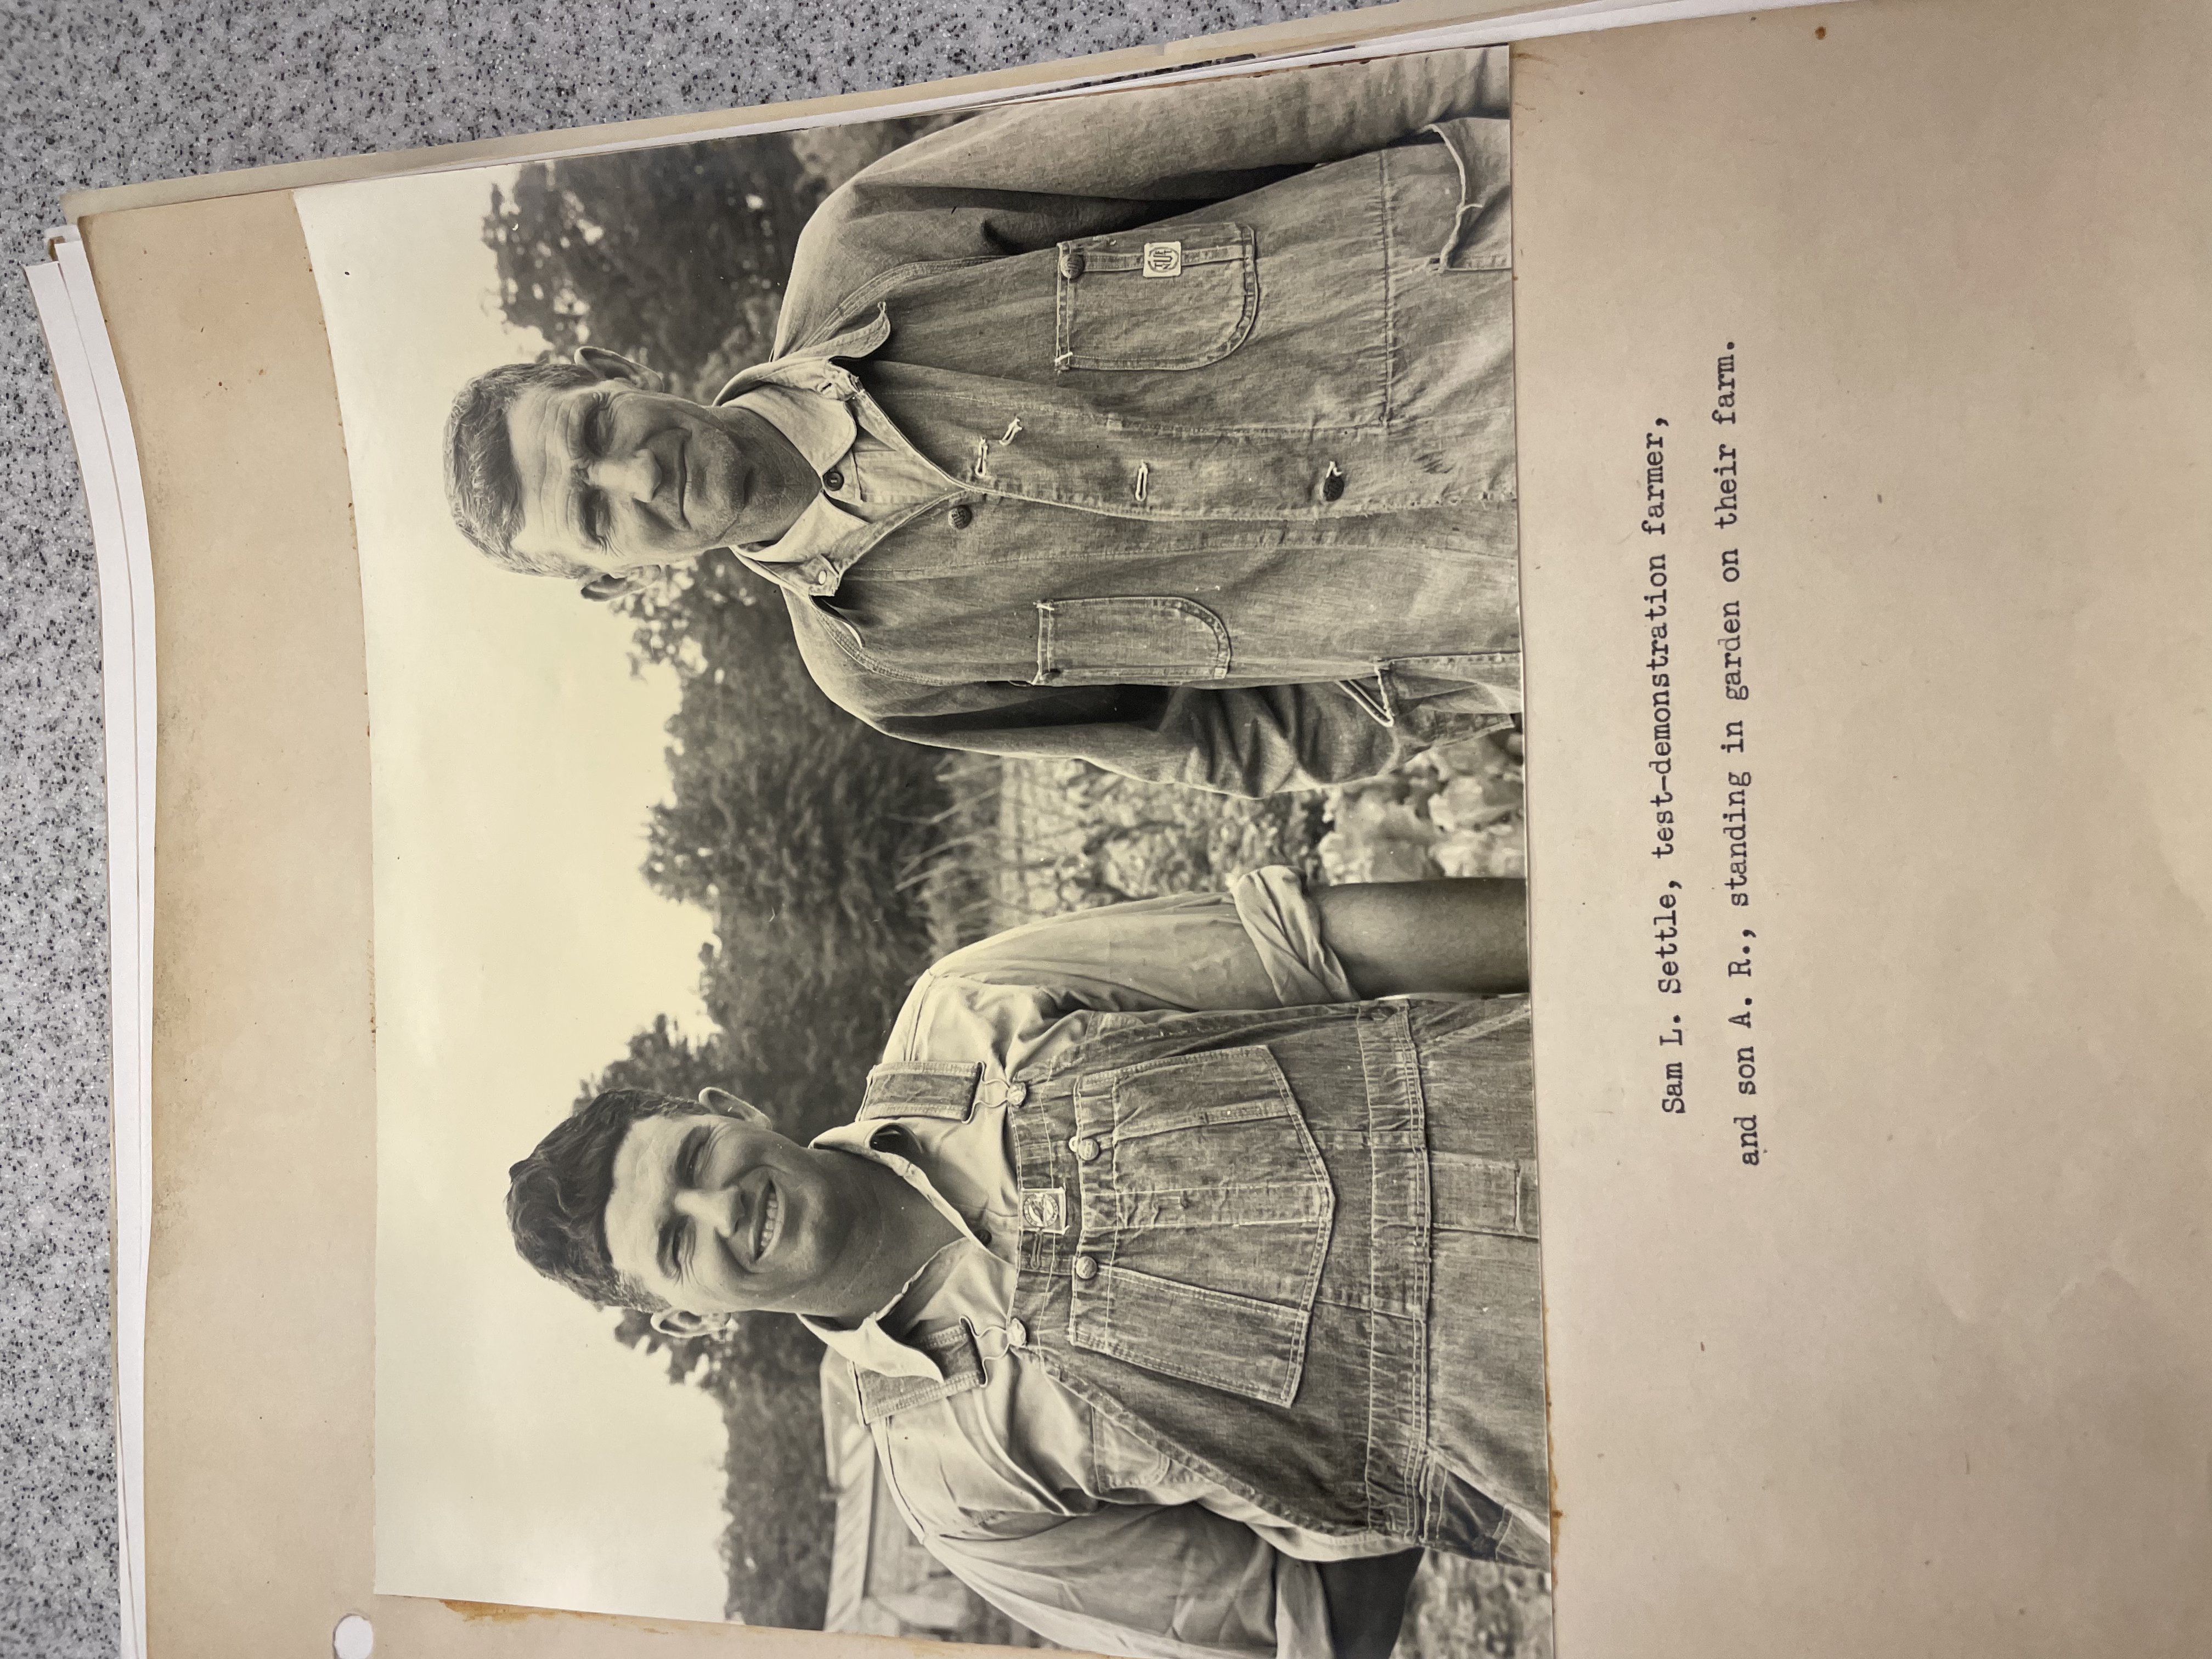 Sam L. Settle, test-demonstration farmer,
and son A. R., standing in garden on their farm.